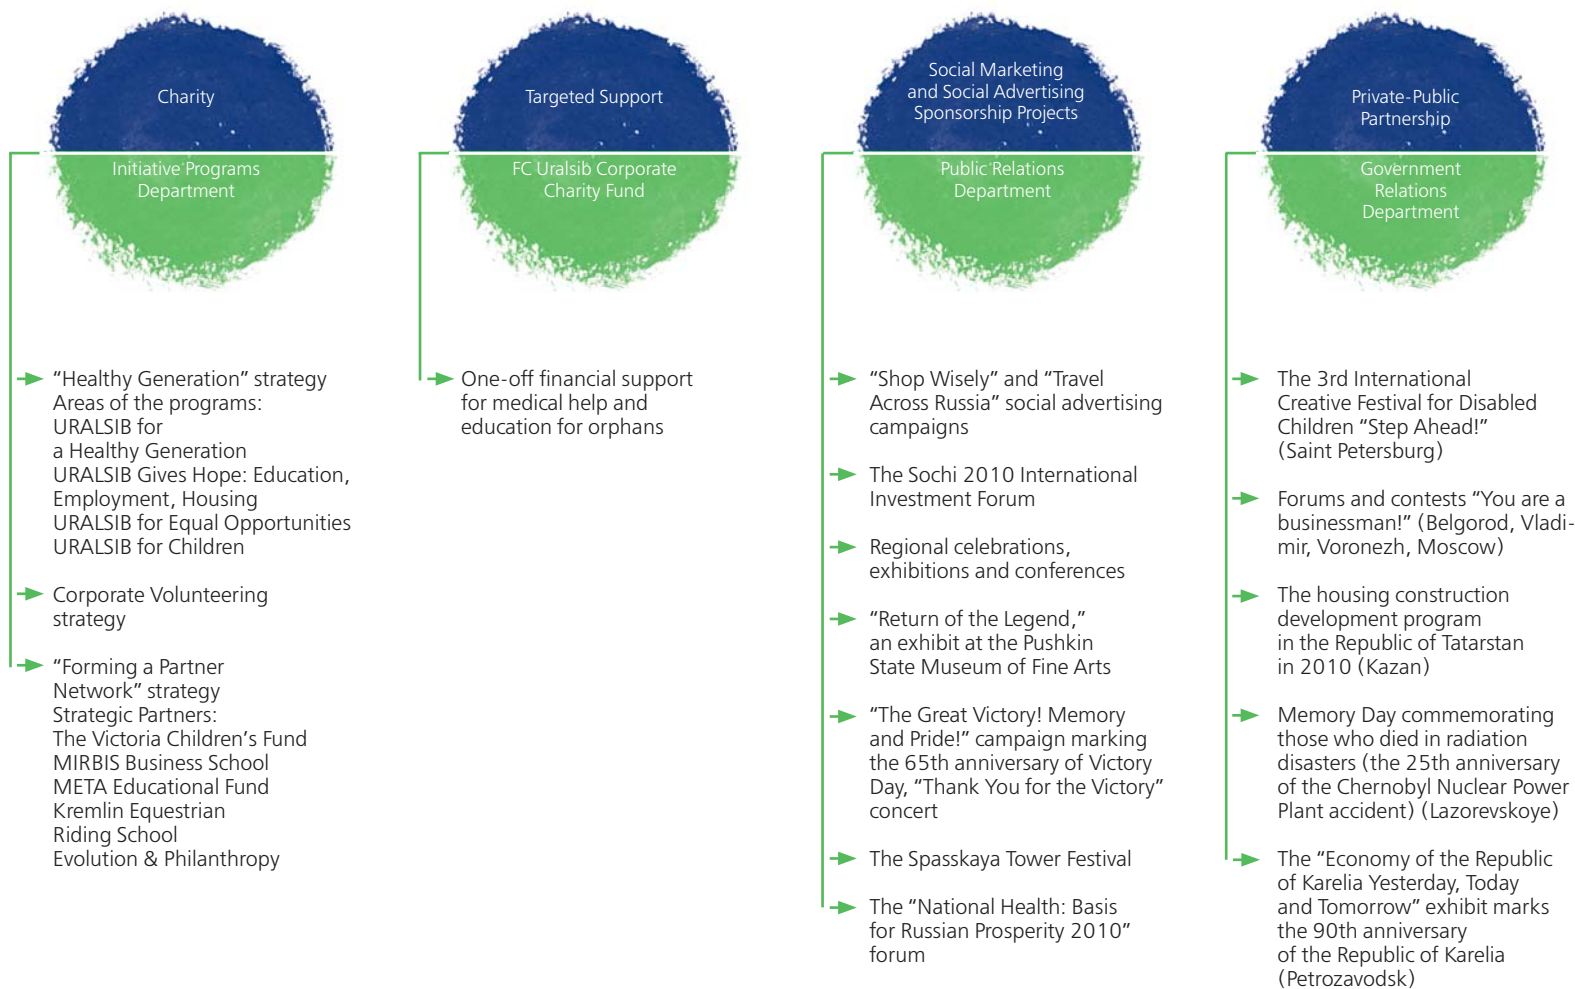 Charity
Initiative Programs
Department
“Healthy Generation” strategy
Areas of the programs:
URALSIB for
a Healthy Generation
URALSIB Gives Hope: Education,
Employment, Housing
URALSIB for Equal Opportunities
URALSIB for Children
Corporate Volunteering
strategy
“Forming a Partner
Network” strategy
Strategic Partners:
The Victoria Children’s Fund
MIRBIS Business School
META Educational Fund
Kremlin Equestrian
Riding School
Evolution & Philanthropy
Targeted Support
FC Uralsib Corporate
Charity Fund
One-off financial support
for medical help and
education for orphans
Social Marketing
and Social Advertising
Sponsorship Projects
Public Relations
Department
“Shop Wisely” and “Travel
Across Russia” social advertising
campaigns
The Sochi 2010 International
Investment Forum
Regional celebrations,
exhibitions and conferences
“Return of the Legend,”
an exhibit at the Pushkin
State Museum of Fine Arts
“The Great Victory! Memory
and Pride!” campaign marking
the 65th anniversary of Victory
Day, “Thank You for the Victory”
concert
The Spasskaya Tower Festival
The “National Health: Basis
for Russian Prosperity 2010”
forum
Private-Public
Partnership
Government
Relations
Department
The 3rd International
Creative Festival for Disabled
Children “Step Ahead!”
(Saint Petersburg)
Forums and contests “You are a
businessman!” (Belgorod, Vladi-
mir, Voronezh, Moscow)
The housing construction
development program
in the Republic of Tatarstan
in 2010 (Kazan)
Memory Day commemorating
those who died in radiation
disasters (the 25th anniversary
of the Chernobyl Nuclear Power
Plant accident) (Lazorevskoye)
The “Economy of the Republic
of Karelia Yesterday, Today
and Tomorrow” exhibit marks
the 90th anniversary
of the Republic of Karelia
(Petrozavodsk)